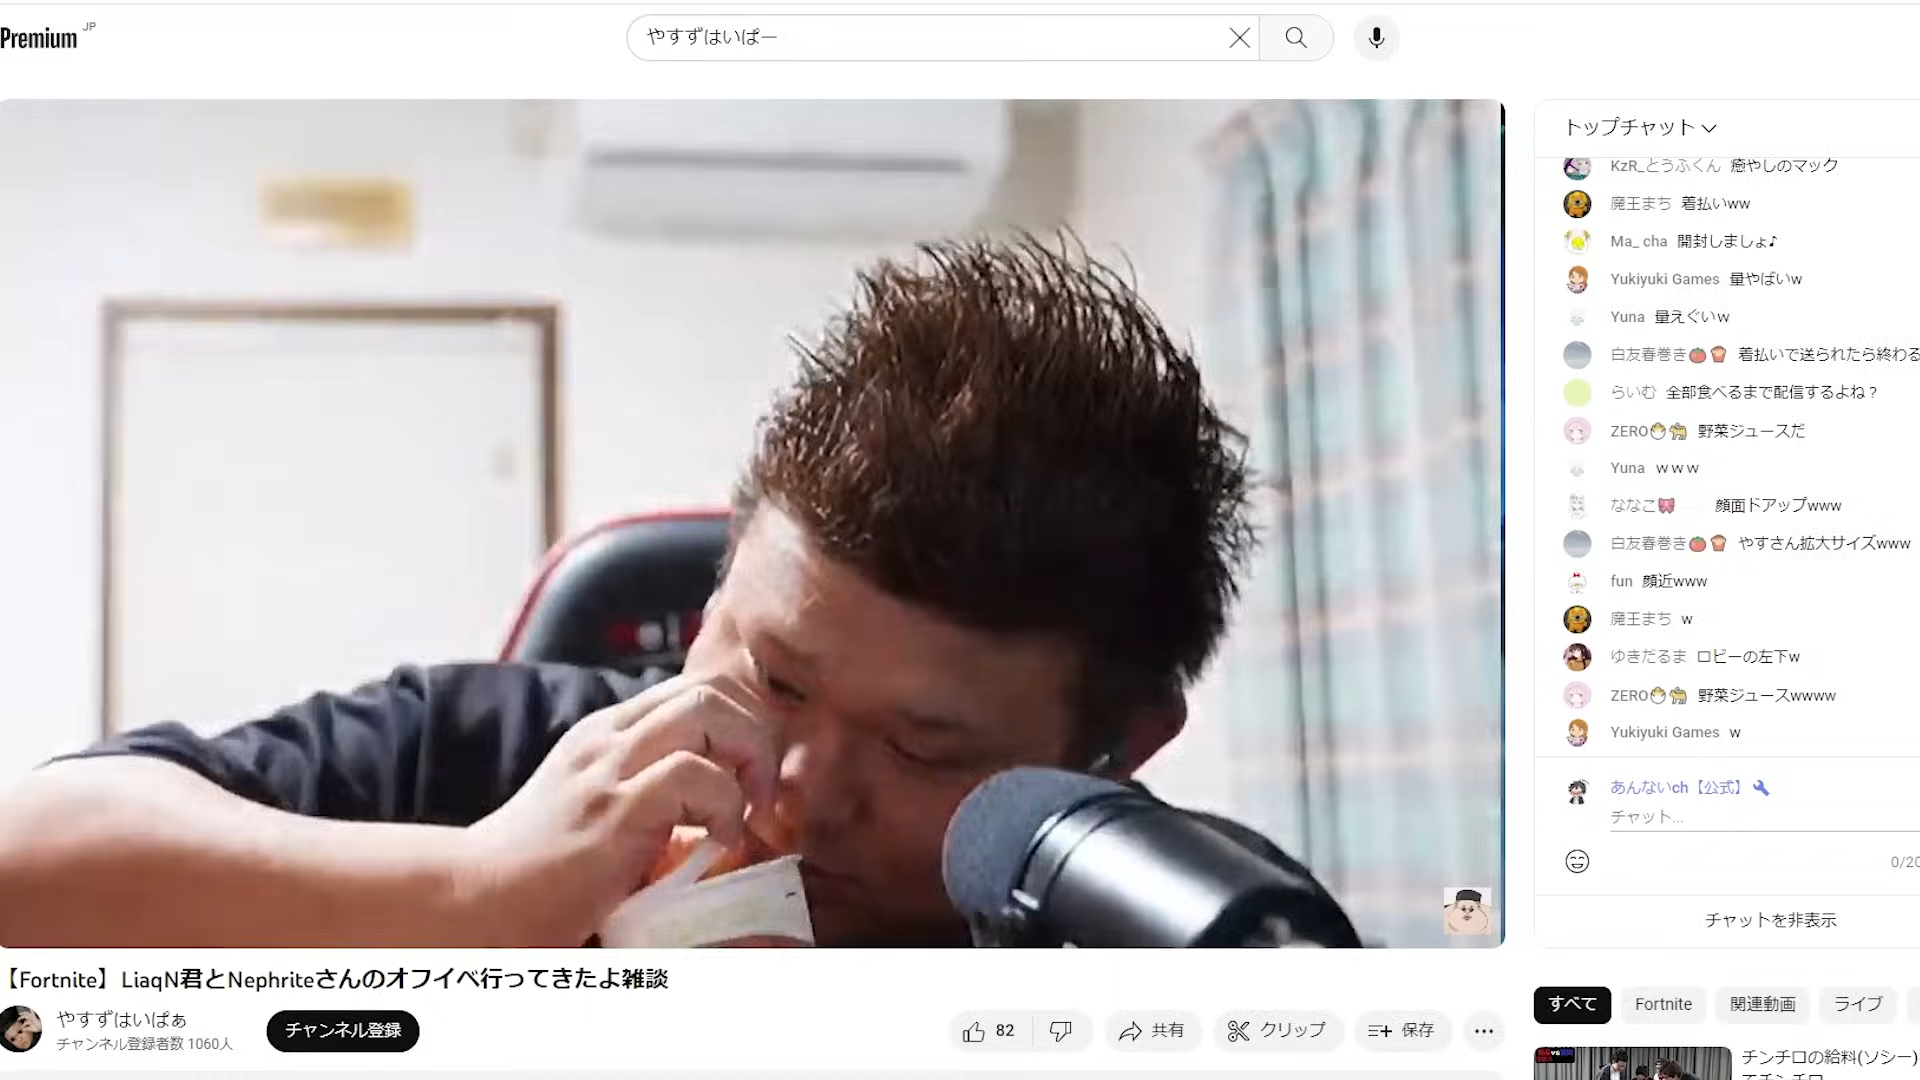 Premium JP
やすずはいぱー
トップチャット
KzR_とうふくん 癒やしのマック
廃王まち 着払いww
Ma_ cha 開封しましょ♪
Yukiyuki Games 量やばいw
Yuna 量えぐいw
白友春巻き🍅🍞 着払いで送られたら終わる
らいむ 全部食べるまで配信するよね？
ZERO🐣🐅 野菜ジュースだ
Yuna ｗｗｗ
ななこ🎀 顔面ドアップwww
白友春巻き🍅🍞 やすさん拡大サイズwww
fun 顔近www
廃王まち w
ゆきだるま ロビーの左下w
ZERO🐣🐅 野菜ジュースwwww
Yukiyuki Games w
あんないch【公式】
チャット...
0/20
チャットを非表示
【Fortnite】LiaqN君とNephriteさんのオフイベ行ってきたよ雑談
やすずはいぱぁ
チャンネル登録者数 1060人
チャンネル登録
82
共有
クリップ
保存
すべて
Fortnite
関連動画
ライブ
チンチロの給料(ソシー)
てチンチロ